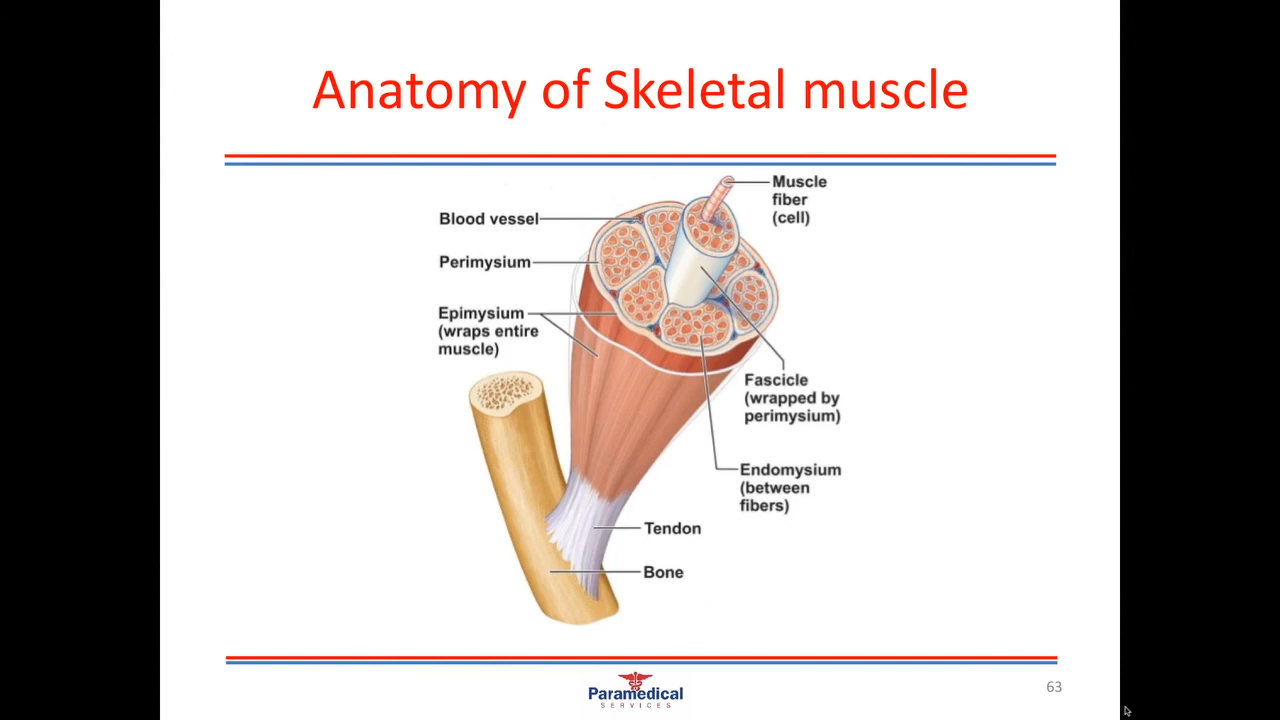 Anatomy of Skeletal muscle
Muscle
fiber
(cell)
Blood vessel
Perimysium
Epimysium
(wraps entire
muscle)
Fascicle
(wrapped by
perimysium)
Endomysium
(between
fibers)
Tendon
Bone
Paramedical
SERVICES
63